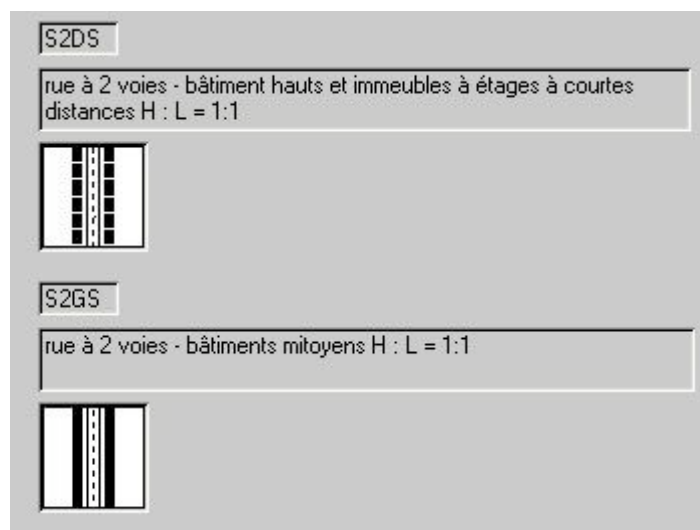 S2DS
rue à 2 voies - bâtiment hauts et immeubles à étages à courtes
distances H : L = 1:1
S2GS
rue à 2 voies - bâtiments mitoyens H : L = 1:1